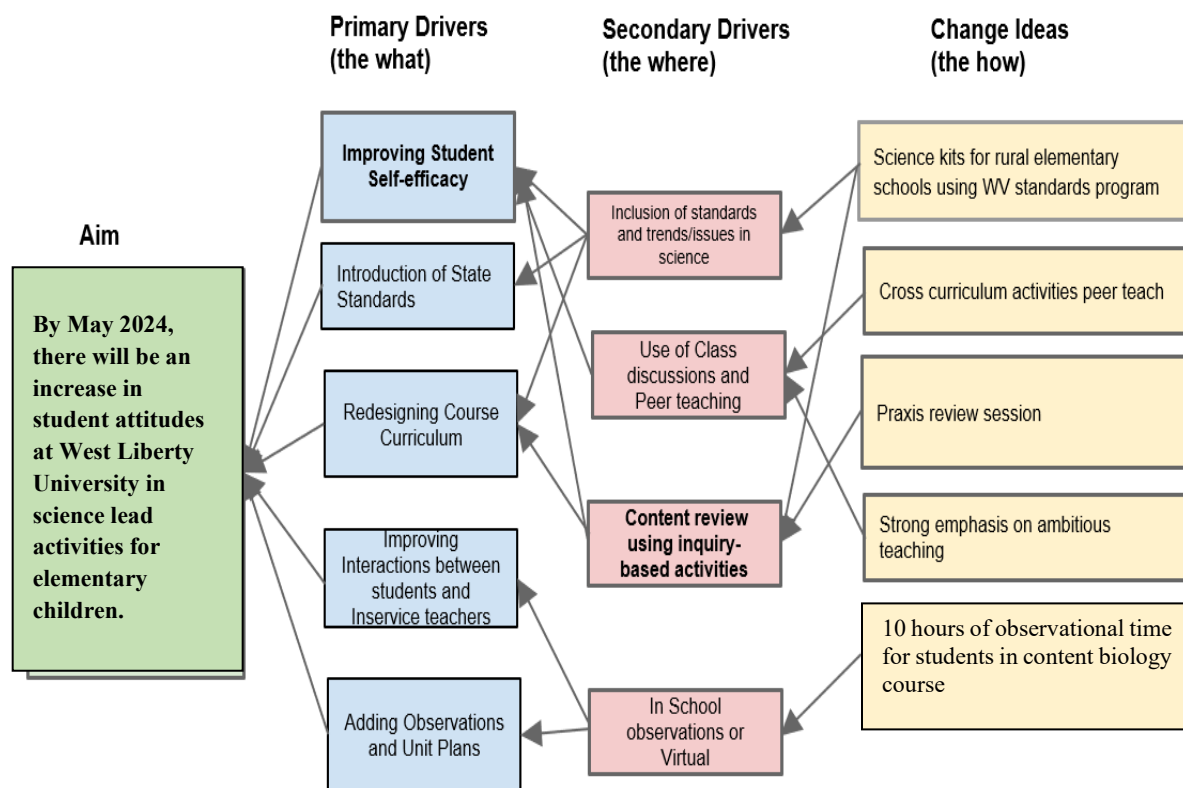 Primary Drivers
(the what)
Secondary Drivers
(the where)
Change Ideas
(the how)
Aim
By May 2024,
there will be an
increase in
student attitudes
at West Liberty
University in
science lead
activities for
elementary
children.
Improving Student
Self-efficacy
Introduction of State
Standards
Redesigning Course
Curriculum
Improving
Interactions between
students and
Inservice teachers
Adding Observations
and Unit Plans
Inclusion of standards
and trends/issues in
science
Use of Class
discussions and
Peer teaching
Content review
using inquiry-
based activities
In School
observations or
Virtual
Science kits for rural elementary
schools using WV standards program
Cross curriculum activities peer teach
Praxis review session
Strong emphasis on ambitious
teaching
10 hours of observational time
for students in content biology
course